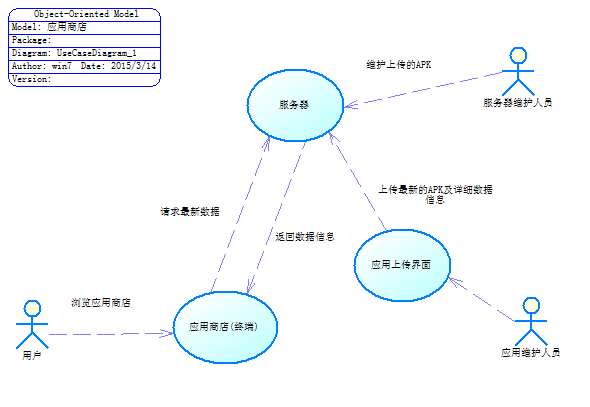 Object-Oriented Model
Model: 应用商店
Package:
Diagram: UseCaseDiagram_1
Author: win7 Date: 2015/3/14
Version:
维护上传的APK
服务器维护人员
服务器
上传最新的APK及详细数据
信息
请求最新数据
返回数据信息
应用上传界面
浏览应用商店
应用商店(终端)
用户
应用维护人员